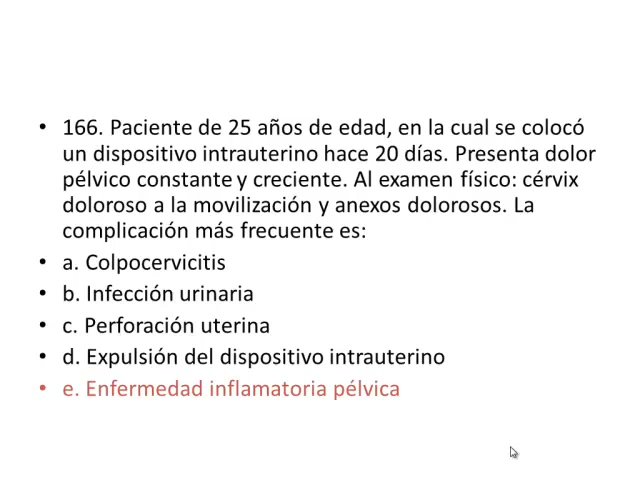 • 166. Paciente de 25 años de edad, en la cual se colocó
un dispositivo intrauterino hace 20 días. Presenta dolor
pélvico constante y creciente. Al examen físico: cérvix
doloroso a la movilización y anexos dolorosos. La
complicación más frecuente es:
• a. Colpocervicitis
• b. Infección urinaria
• c. Perforación uterina
• d. Expulsión del dispositivo intrauterino
• e. Enfermedad inflamatoria pélvica